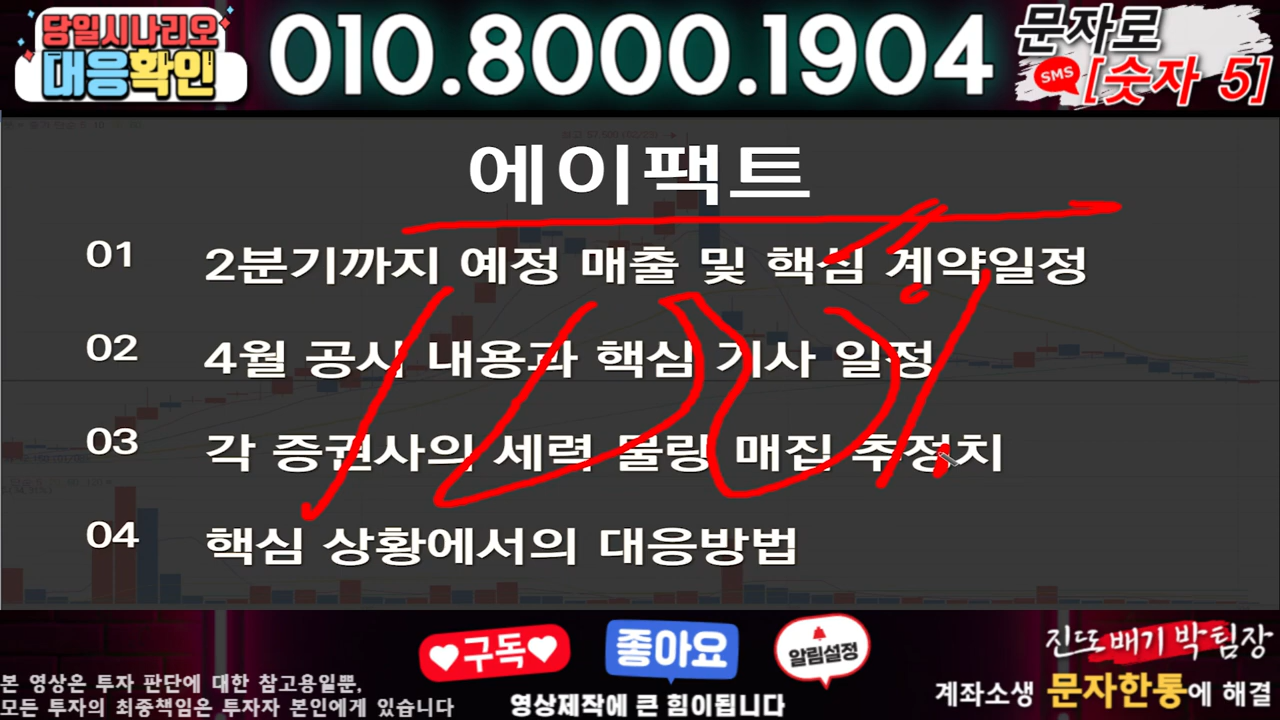 당일시나리오
대응확인
010.8000.1904
문자로
SMS [숫자 5]
에이팩트
01 2분기까지 예정 매출 및 핵심 계약일정
02 4월 공시 내용과 핵심 기사 일정
03 각 증권사의 세력 물링 매집 추정치
04 핵심 상황에서의 대응방법
100%
본 영상은 투자 판단에 대한 참고용일뿐,
모든 투자의 최종책임은 투자자 본인에게 있습니다
구독
좋아요
알림설정
영상제작에 큰 힘이됩니다
진또배기 박팀장
계좌소생 문자한통에 해결